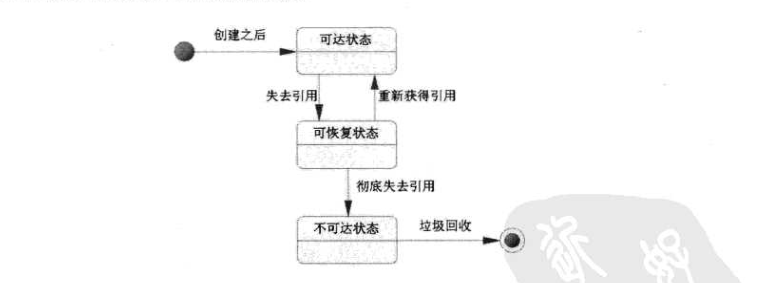 创建之后
可达状态
失去引用
重新获得引用
可恢复状态
彻底失去引用
不可达状态
垃圾回收